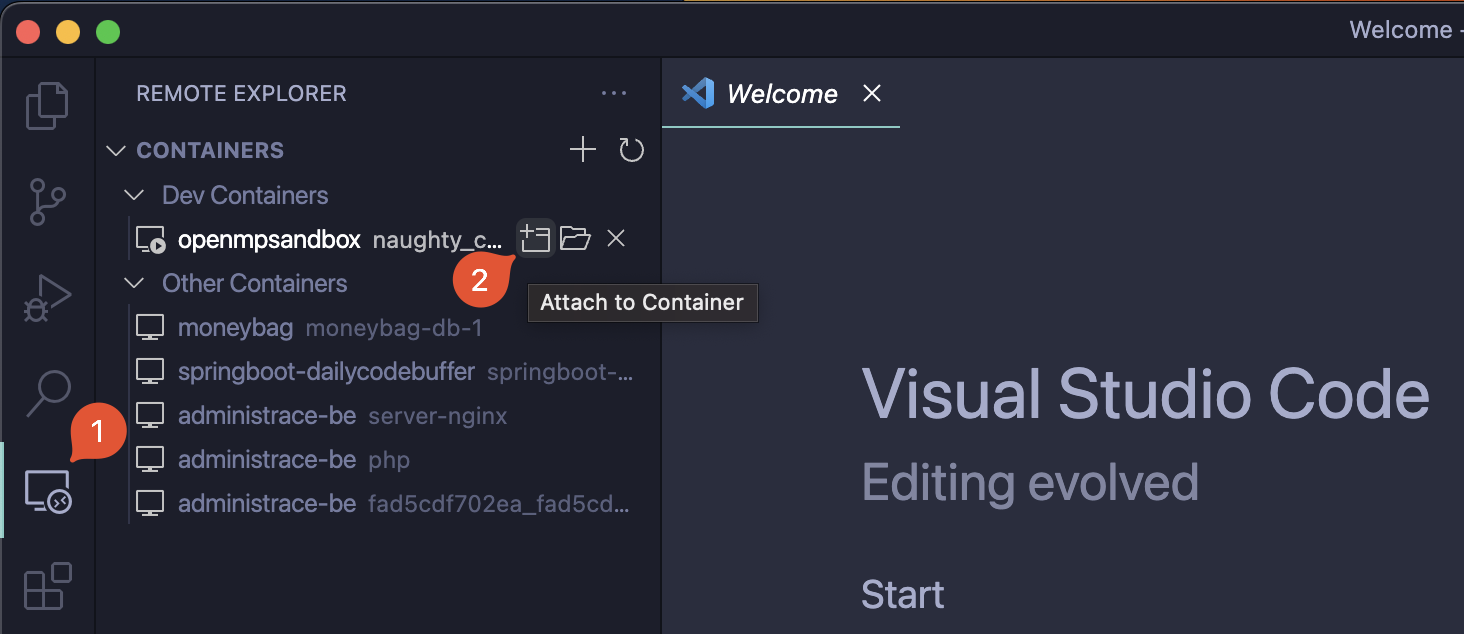 Welcome -
REMOTE EXPLORER ...
Welcome
CONTAINERS
Dev Containers
openmpsandbox naughty_c...
2
Attach to Container
Other Containers
moneybag moneybag-db-1
springboot-dailycodebuffer springboot-...
administrace-be server-nginx
1
administrace-be php
administrace-be fad5cdf702ea_fad5cd...
Visual Studio Code
Editing evolved
Start